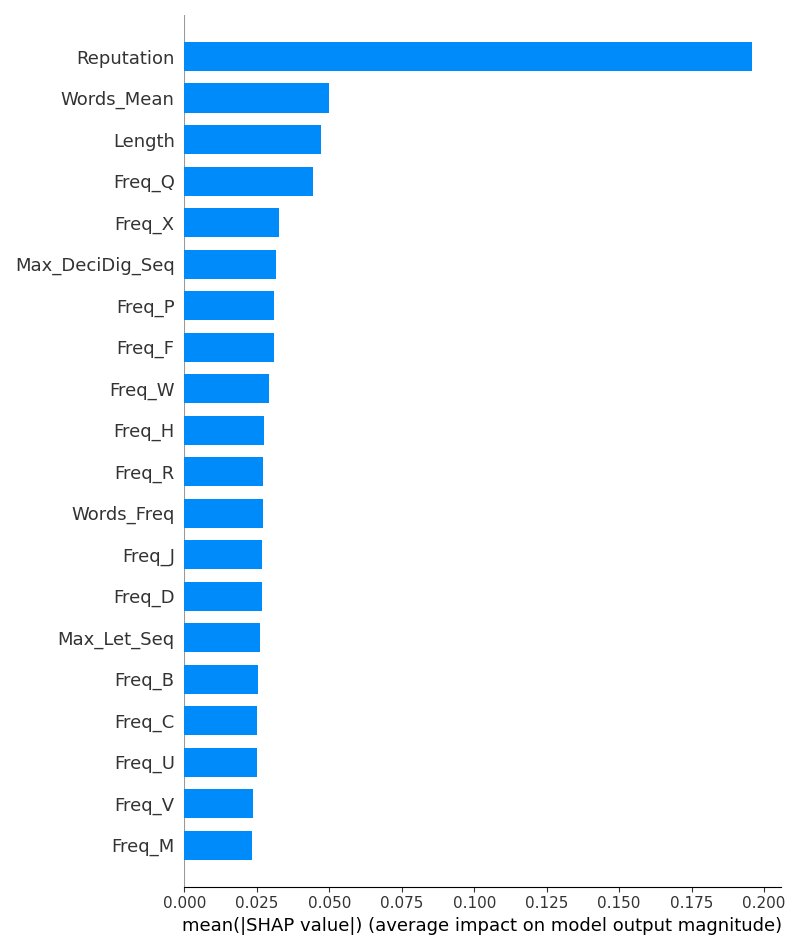 Reputation
Words_Mean
Length
Freq_Q
Freq_X
Max_DeciDig_Seq
Freq_P
Freq_F
Freq_W
Freq_H
Freq_R
Words_Freq
Freq_J
Freq_D
Max_Let_Seq
Freq_B
Freq_C
Freq_U
Freq_V
Freq_M
0.000 0.025 0.050 0.075 0.100 0.125 0.150 0.175 0.200
mean(|SHAP value|) (average impact on model output magnitude)